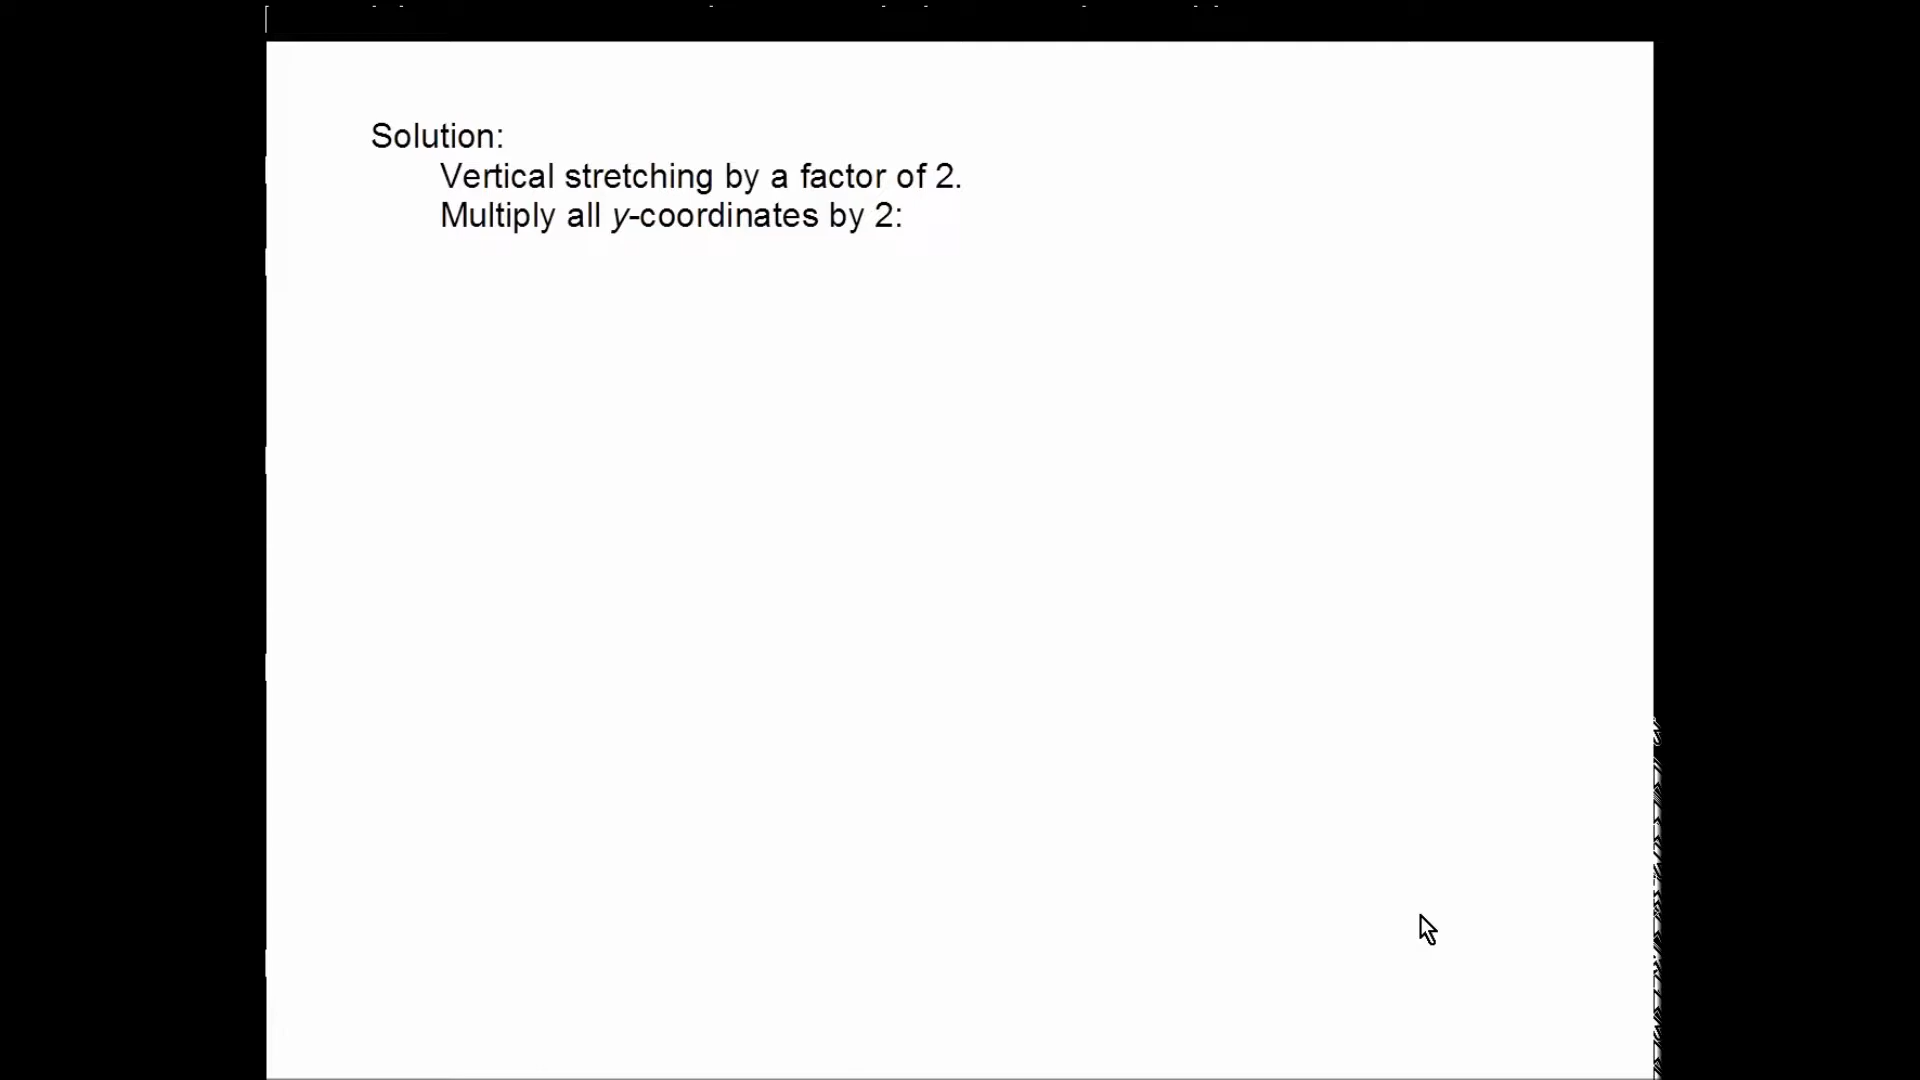 Solution:
Vertical stretching by a factor of 2.
Multiply all y-coordinates by 2: